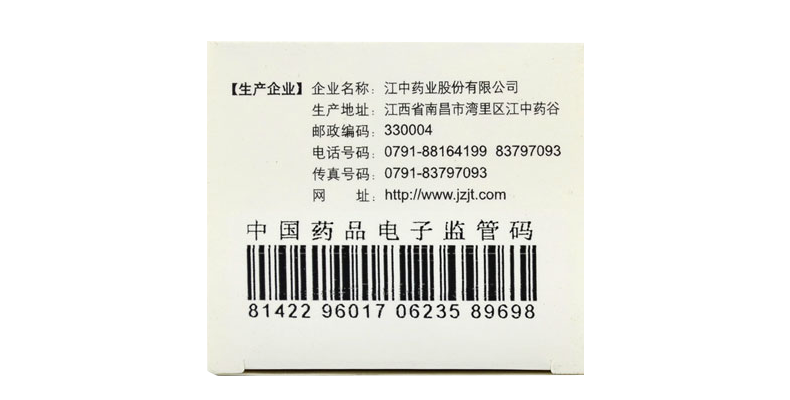 【生产企业】 企业名称：江中药业股份有限公司
生产地址：江西省南昌市湾里区江中药谷
邮政编码：330004
电话号码：0791-88164199 83797093
传真号码：0791-83797093
网 址：http://www.jzjt.com
中国药品电子监管码
81422 96017 06235 89698